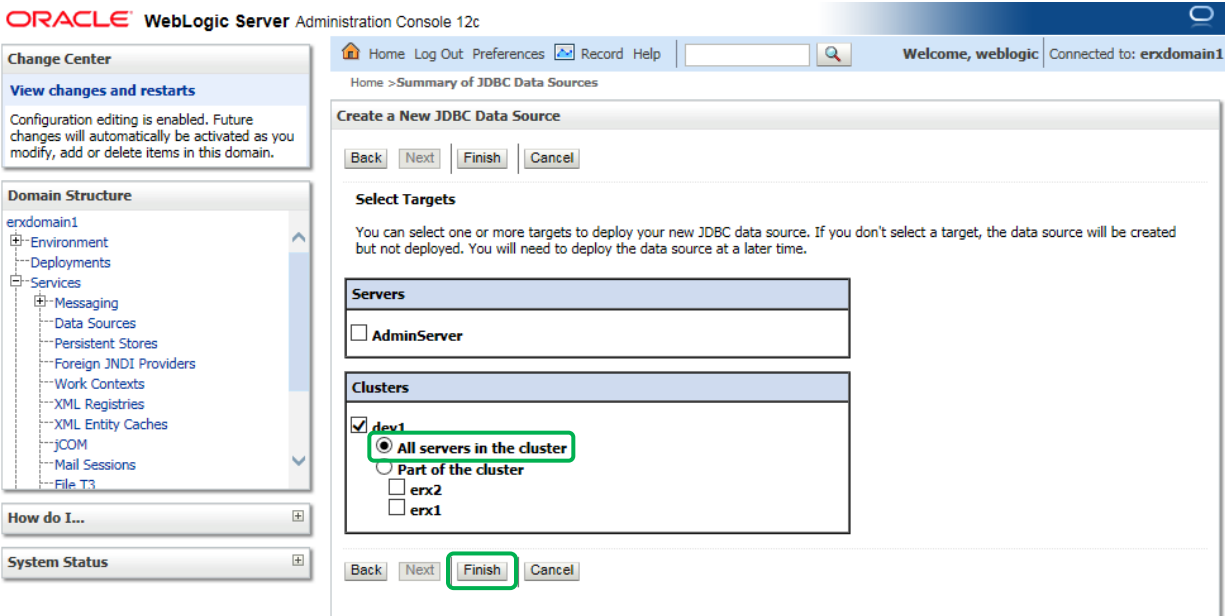 ORACLE WebLogic Server Administration Console 12c
Change Center
View changes and restarts
Configuration editing is enabled. Future
changes will automatically be activated as you
modify, add or delete items in this domain.
Domain Structure
erxdomain1
Environment
Deployments
Services
Messaging
Data Sources
Persistent Stores
Foreign JNDI Providers
Work Contexts
XML Registries
XML Entity Caches
jCOM
Mail Sessions
File T3
How do I...
System Status
Home Log Out Preferences Record Help
Welcome, weblogic Connected to: erxdomain1
Home >Summary of JDBC Data Sources
Create a New JDBC Data Source
Back Next Finish Cancel
Select Targets
You can select one or more targets to deploy your new JDBC data source. If you don't select a target, the data source will be created
but not deployed. You will need to deploy the data source at a later time.
Servers
AdminServer
Clusters
dev1
All servers in the cluster
Part of the cluster
erx2
erx1
Back Next Finish Cancel